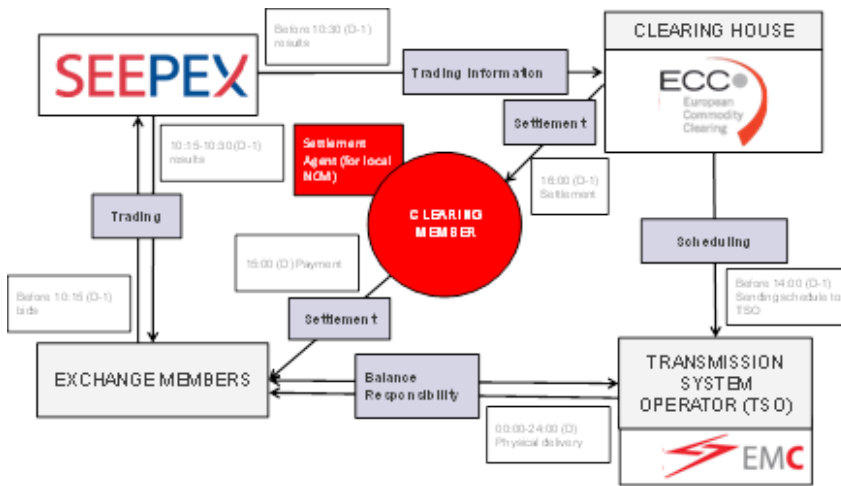 Before 10:30 (D-1)
results
SEEPEX
Trading Information
CLEARING HOUSE
ECC
European
Commodity
Clearing
Settlement
10:15-10:30 (D-1)
results
Settlement
Agent (for local
NCM)
16:00 (D-1)
Settlement
CLEARING
MEMBER
Trading
Scheduling
15:00 (D) Payment
Before 10:15 (D-1)
bids
Before 14:00 (D-1)
Sending schedule to
TSO
Settlement
EXCHANGE MEMBERS
Balance
Responsibility
TRANSMISSION
SYSTEM
OPERATOR (TSO)
00:00-24:00 (D)
Physical delivery
EMC